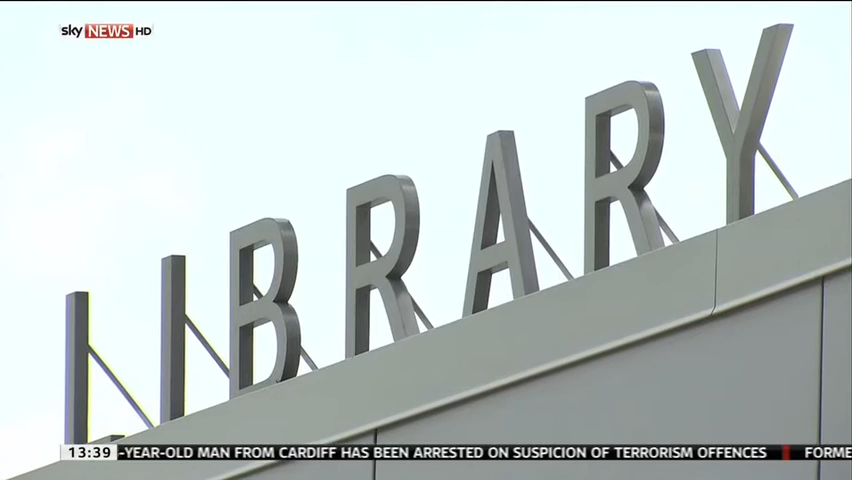 sky NEWS HD
LIBRARY
13:39 -YEAR-OLD MAN FROM CARDIFF HAS BEEN ARRESTED ON SUSPICION OF TERRORISM OFFENCES FORME